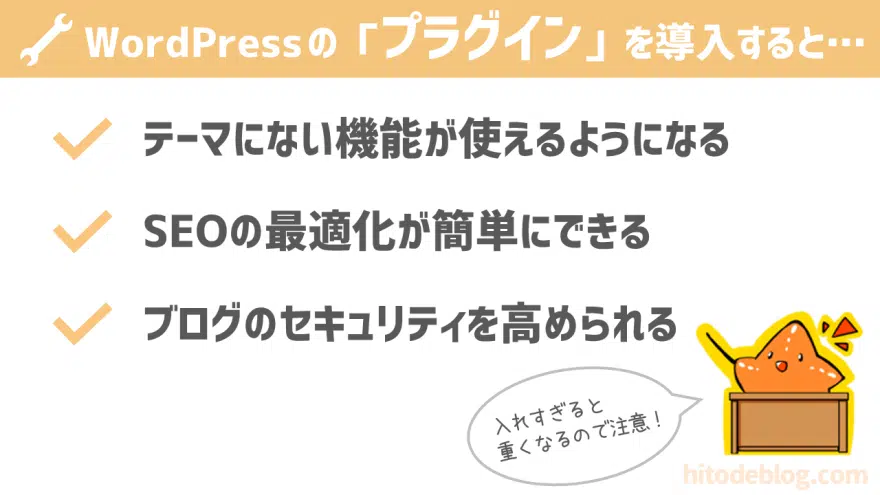 WordPressの「プラグイン」を導入すると…
テーマにない機能が使えるようになる
SEOの最適化が簡単にできる
ブログのセキュリティを高められる
入れすぎると
重くなるので注意！
hitodeblog.com